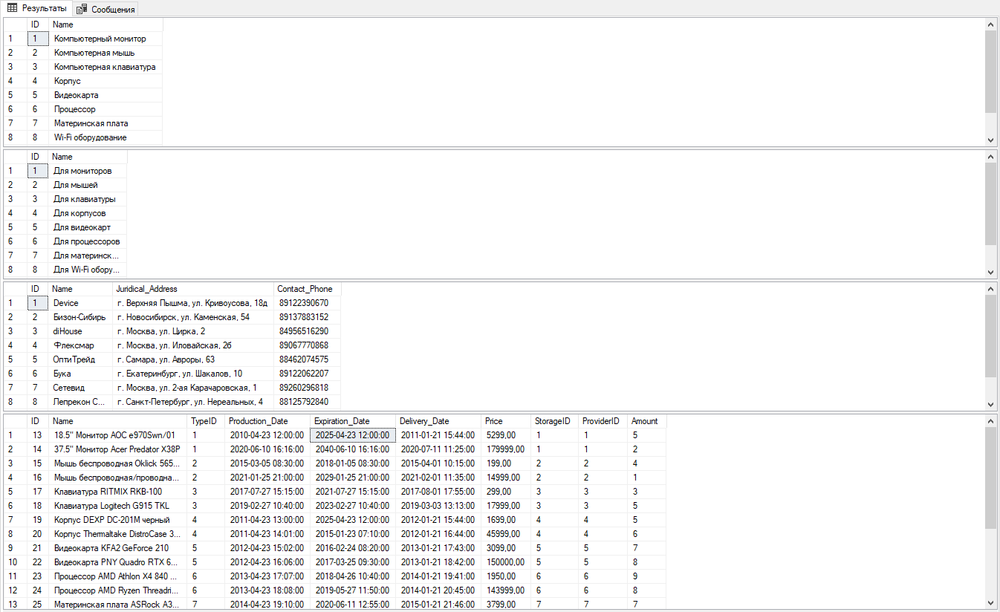 Результаты Сообщения
ID Name
1 1 Компьютерный монитор
2 2 Компьютерная мышь
3 3 Компьютерная клавиатура
4 4 Корпус
5 5 Видеокарта
6 6 Процессор
7 7 Материнская плата
8 8 Wi-Fi оборудование
ID Name
1 1 Для мониторов
2 2 Для мышей
3 3 Для клавиатуры
4 4 Для корпусов
5 5 Для видеокарт
6 6 Для процессоров
7 7 Для материнск...
8 8 Для Wi-Fi обору...
ID Name Juridical_Address Contact_Phone
1 1 Device г. Верхняя Пышма, ул. Кривоусова, 18д 89122390670
2 2 Бизон-Сибирь г. Новосибирск, ул. Каменская, 54 89137883152
3 3 diHouse г. Москва, ул. Цирка, 2 84956516290
4 4 Флексмар г. Москва, ул. Иловайская, 2б 89067770868
5 5 ОптиТрейд г. Самара, ул. Авроры, 63 88462074575
6 6 Бука г. Екатеринбург, ул. Шакалов, 10 89122062207
7 7 Сетевид г. Москва, ул. 2-ая Карачаровская, 1 89260296818
8 8 Лепрекон С... г. Санкт-Петербург, ул. Нереальных, 4 88125792840
ID Name TypeID Production_Date Expiration_Date Delivery_Date Price StorageID ProviderID Amount
1 13 18.5" Монитор AOC e970Swn/01 1 2010-04-23 12:00:00 2025-04-23 12:00:00 2011-01-21 15:44:00 5299,00 1 1 5
2 14 37.5" Монитор Acer Predator X38P 1 2020-06-10 16:16:00 2040-06-10 16:16:00 2020-07-11 11:25:00 179999,00 1 1 2
3 15 Мышь беспроводная Oklick 565... 2 2015-03-05 08:30:00 2018-01-05 08:30:00 2015-04-01 10:15:00 199,00 2 2 4
4 16 Мышь беспроводная/проводна... 2 2021-01-25 21:00:00 2029-01-25 21:00:00 2021-02-01 11:35:00 14999,00 2 2 1
5 17 Клавиатура RITMIX RKB-100 3 2017-07-27 15:15:00 2021-07-27 15:15:00 2017-08-01 17:55:00 299,00 3 3 3
6 18 Клавиатура Logitech G915 TKL 3 2019-02-27 10:40:00 2023-02-27 10:40:00 2019-03-03 13:13:00 17999,00 3 3 5
7 19 Корпус DEXP DC-201M черный 4 2011-04-23 13:00:00 2025-04-23 12:00:00 2012-01-21 15:44:00 1699,00 4 4 5
8 20 Корпус Thermaltake DistroCase 3... 4 2011-04-23 14:01:00 2015-01-23 07:10:00 2012-01-21 16:44:00 45999,00 4 4 6
9 21 Видеокарта KFA2 GeForce 210 5 2012-04-23 15:02:00 2016-02-24 08:20:00 2013-01-21 17:43:00 3099,00 5 5 7
10 22 Видеокарта PNY Quadro RTX 6... 5 2012-04-23 16:06:00 2017-03-25 09:30:00 2013-01-21 18:42:00 150000,00 5 5 8
11 23 Процессор AMD Athlon X4 840 ... 6 2013-04-23 17:07:00 2018-04-26 10:40:00 2014-01-21 19:41:00 1950,00 6 6 9
12 24 Процессор AMD Ryzen Threadri... 6 2013-04-23 18:08:00 2019-05-27 11:50:00 2014-01-21 20:45:00 143999,00 6 6 8
13 25 Материнская плата ASRock A3... 7 2014-04-23 19:10:00 2020-06-11 12:55:00 2015-01-21 21:46:00 3799,00 7 7 7